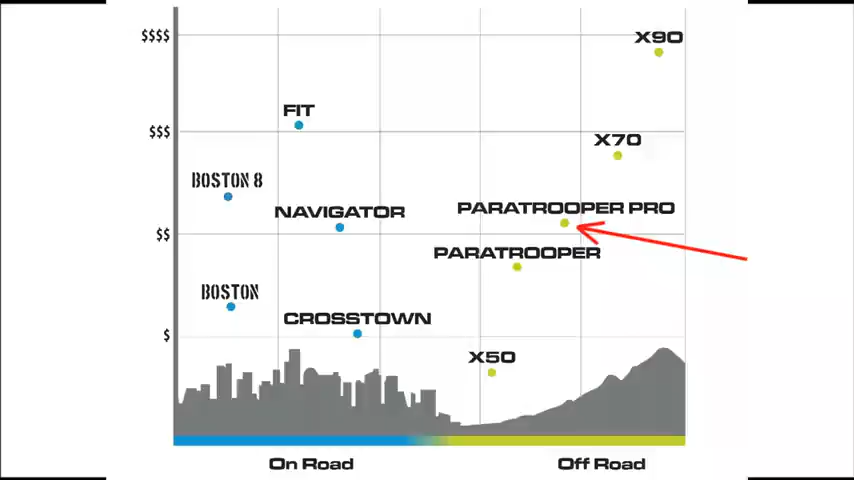 $$$$
X90
FIT
$$$
X70
BOSTON 8
NAVIGATOR
PARATROOPER PRO
$$
PARATROOPER
BOSTON
CROSSTOWN
$
X50
On Road
Off Road